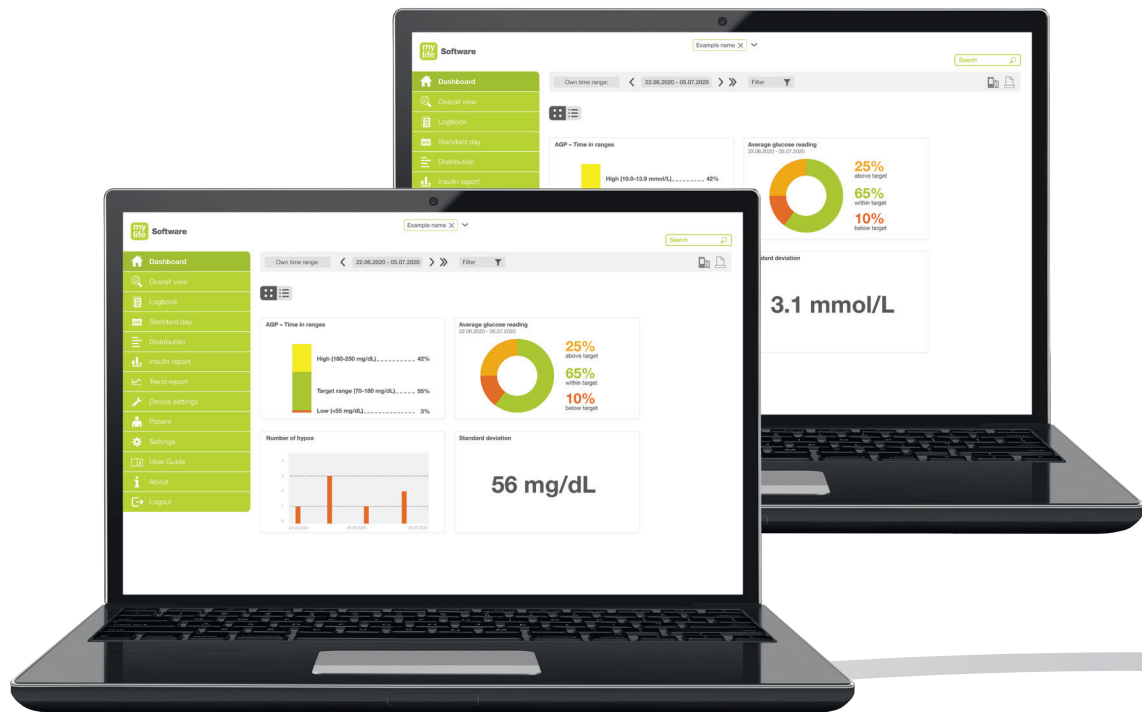 my
life
Software
Example name
Search
Dashboard
Overall view
Logbook
Standard day
Distribution
Insulin report
Own time range:
22.06.2020 - 05.07.2020
Filter
AGP – Time in ranges
High (10.0-13.9 mmol/L)
42%
Average glucose reading
22.06.2020 - 05.07.2020
25%
above target
65%
within target
10%
below target
deviation
3.1 mmol/L
my
life
Software
Example name
Search
Dashboard
Overall view
Logbook
Standard day
Distribution
Insulin report
Trend report
Device settings
Patient
Settings
User Guide
About
Logout
Own time range:
22.06.2020 - 05.07.2020
Filter
AGP – Time in ranges
High (180-250 mg/dL)
42%
Target range (70-180 mg/dL)
55%
Low (<55 mg/dL)
3%
Average glucose reading
22.06.2020 - 05.07.2020
25%
above target
65%
within target
10%
below target
Number of hypos
Standard deviation
56 mg/dL